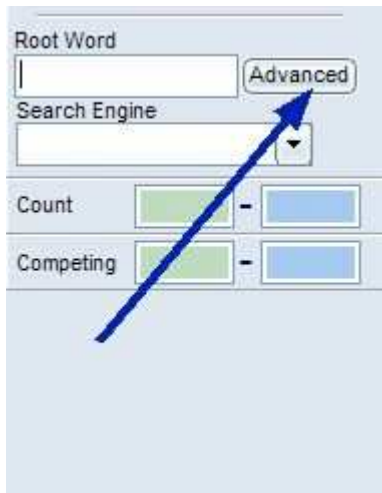 Root Word
Advanced
Search Engine
Count -
Competing -